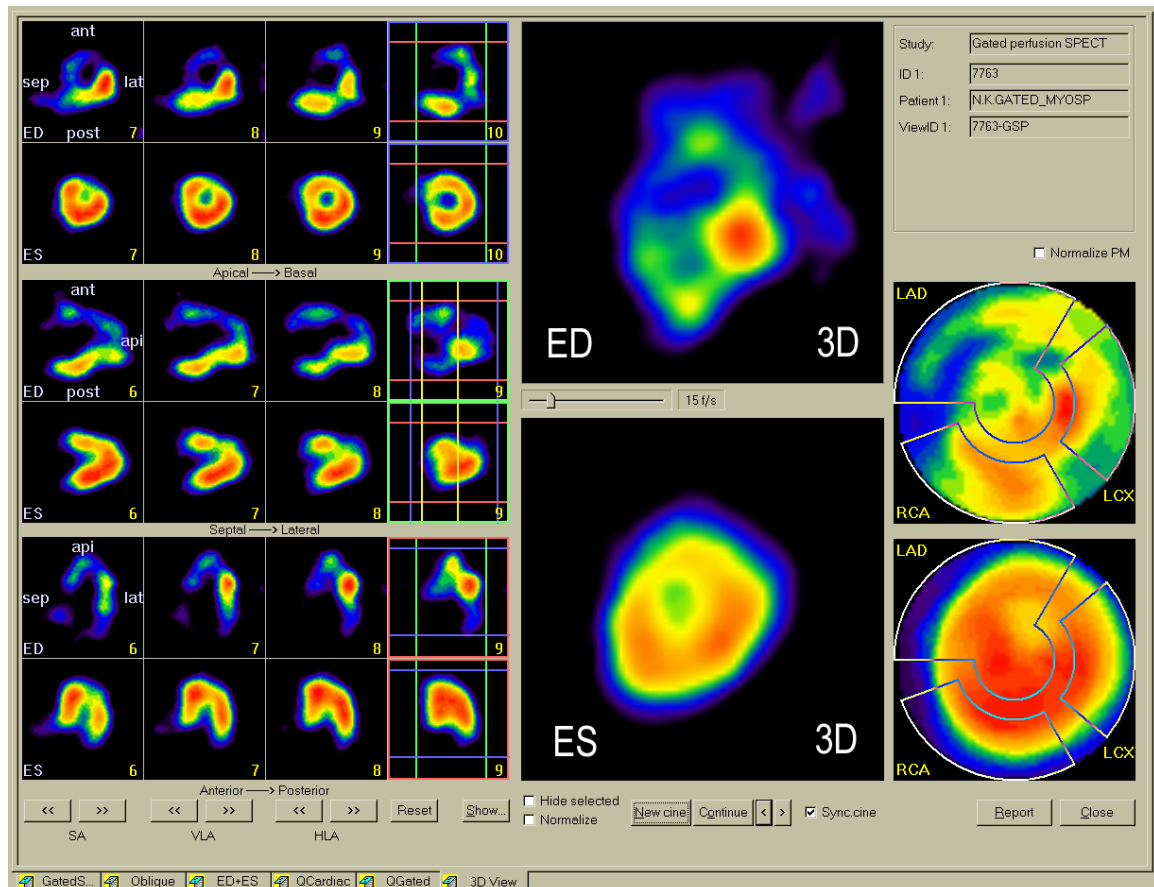 ant
sep
lat
ED post 7
8
9
10
ES 7
8
9
10
Apical ----> Basal
ant
api
ED post 6
7
8
9
ES 6
7
8
9
Septal ----> Lateral
api
sep
lat
ED 6
7
8
9
ES 6
7
8
9
Anterior ----> Posterior
<< >>
SA
<< >>
VLA
<< >>
HLA
Reset
Show...
ED 3D
15 f/s
ES 3D
Hide selected
Normalize
New cine
Continue
< >
Sync.cine
Study: Gated perfusion SPECT
ID 1: 7763
Patient 1: N.K.GATED_MYOSP
ViewID 1: 7763-GSP
Normalize PM
LAD
RCA
LCX
LAD
RCA
LCX
Report
Close
GatedS... Oblique ED+ES QCardiac QGated 3D View